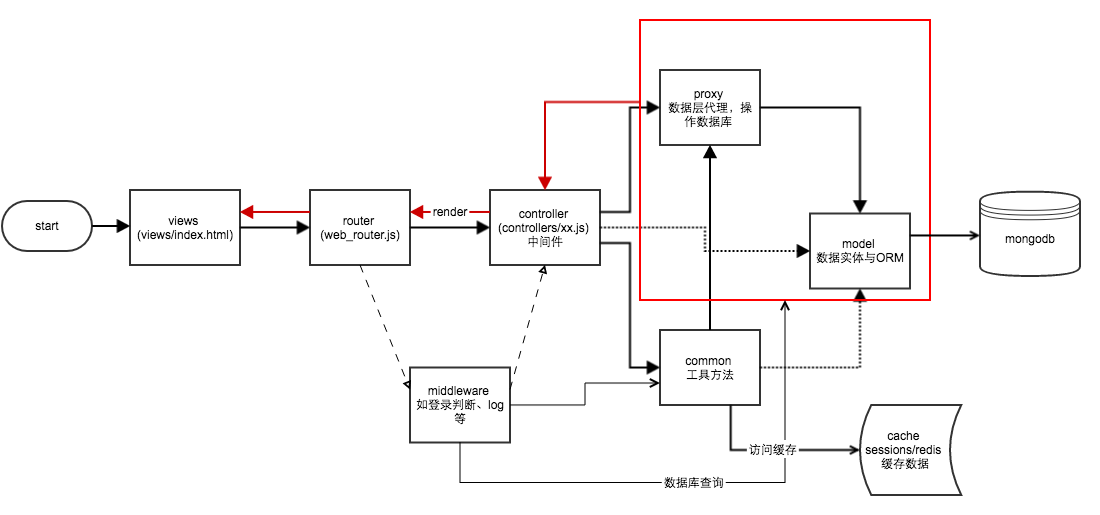 proxy
数据层代理，操
作数据库
start
views
(views/index.html)
router
(web_router.js)
render
controller
(controllers/xx.js)
中间件
model
数据实体与ORM
mongodb
common
工具方法
middleware
如登录判断、log
等
访问缓存
cache
sessions/redis
缓存数据
数据库查询